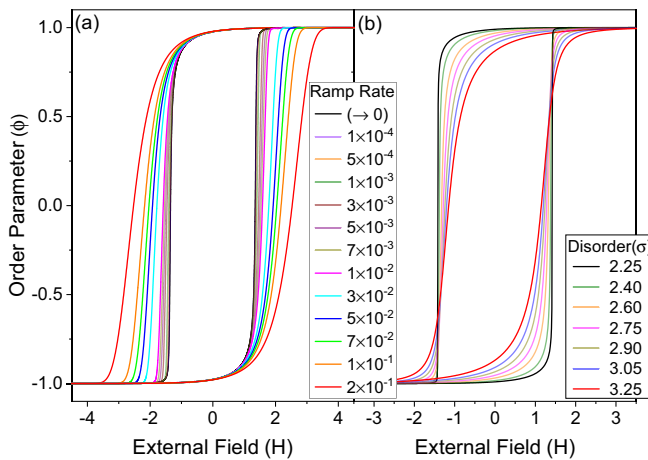 (a)
(b)
Order Parameter (ϕ)
1.0
0.5
0.0
-0.5
-1.0
Ramp Rate
(→ 0)
1×10⁻⁴
5×10⁻⁴
1×10⁻³
3×10⁻³
5×10⁻³
7×10⁻³
1×10⁻²
3×10⁻²
5×10⁻²
7×10⁻²
1×10⁻¹
2×10⁻¹
Disorder(σ)
2.25
2.40
2.60
2.75
2.90
3.05
3.25
-4 -2 0 2 4
-3 -1 1 3
External Field (H)
External Field (H)